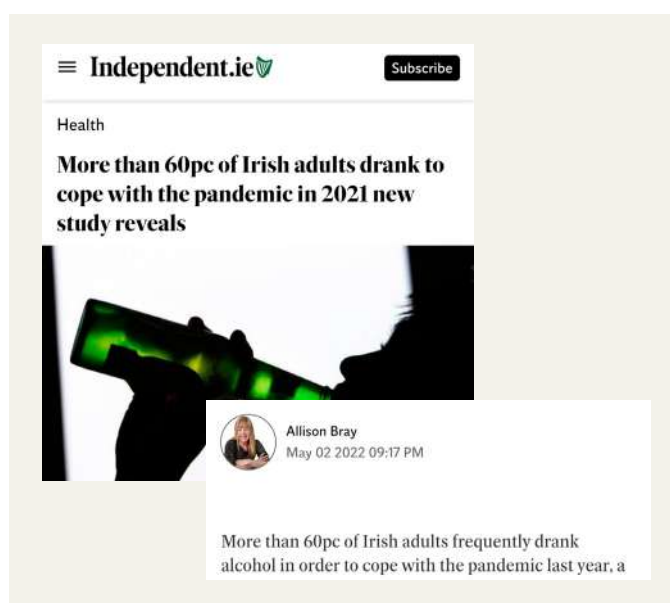 Independent.ie
Subscribe
Health
More than 60pc of Irish adults drank to
cope with the pandemic in 2021 new
study reveals
Allison Bray
May 02 2022 09:17 PM
More than 60pc of Irish adults frequently drank
alcohol in order to cope with the pandemic last year, a